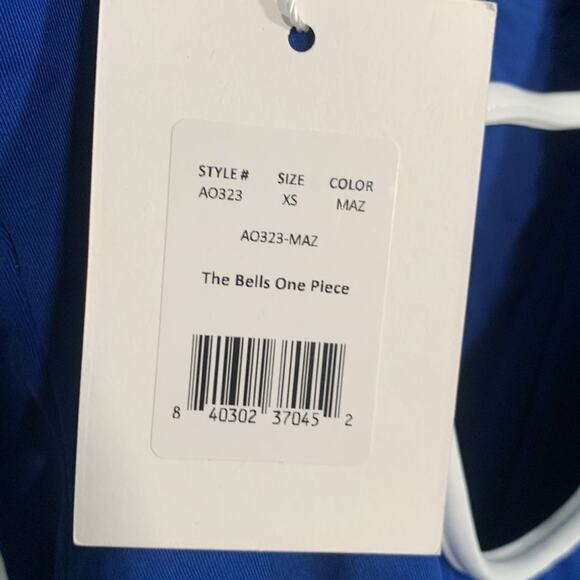 STYLE # SIZE COLOR
AO323 XS MAZ
AO323-MAZ
The Bells One Piece
8 40302 37045 2